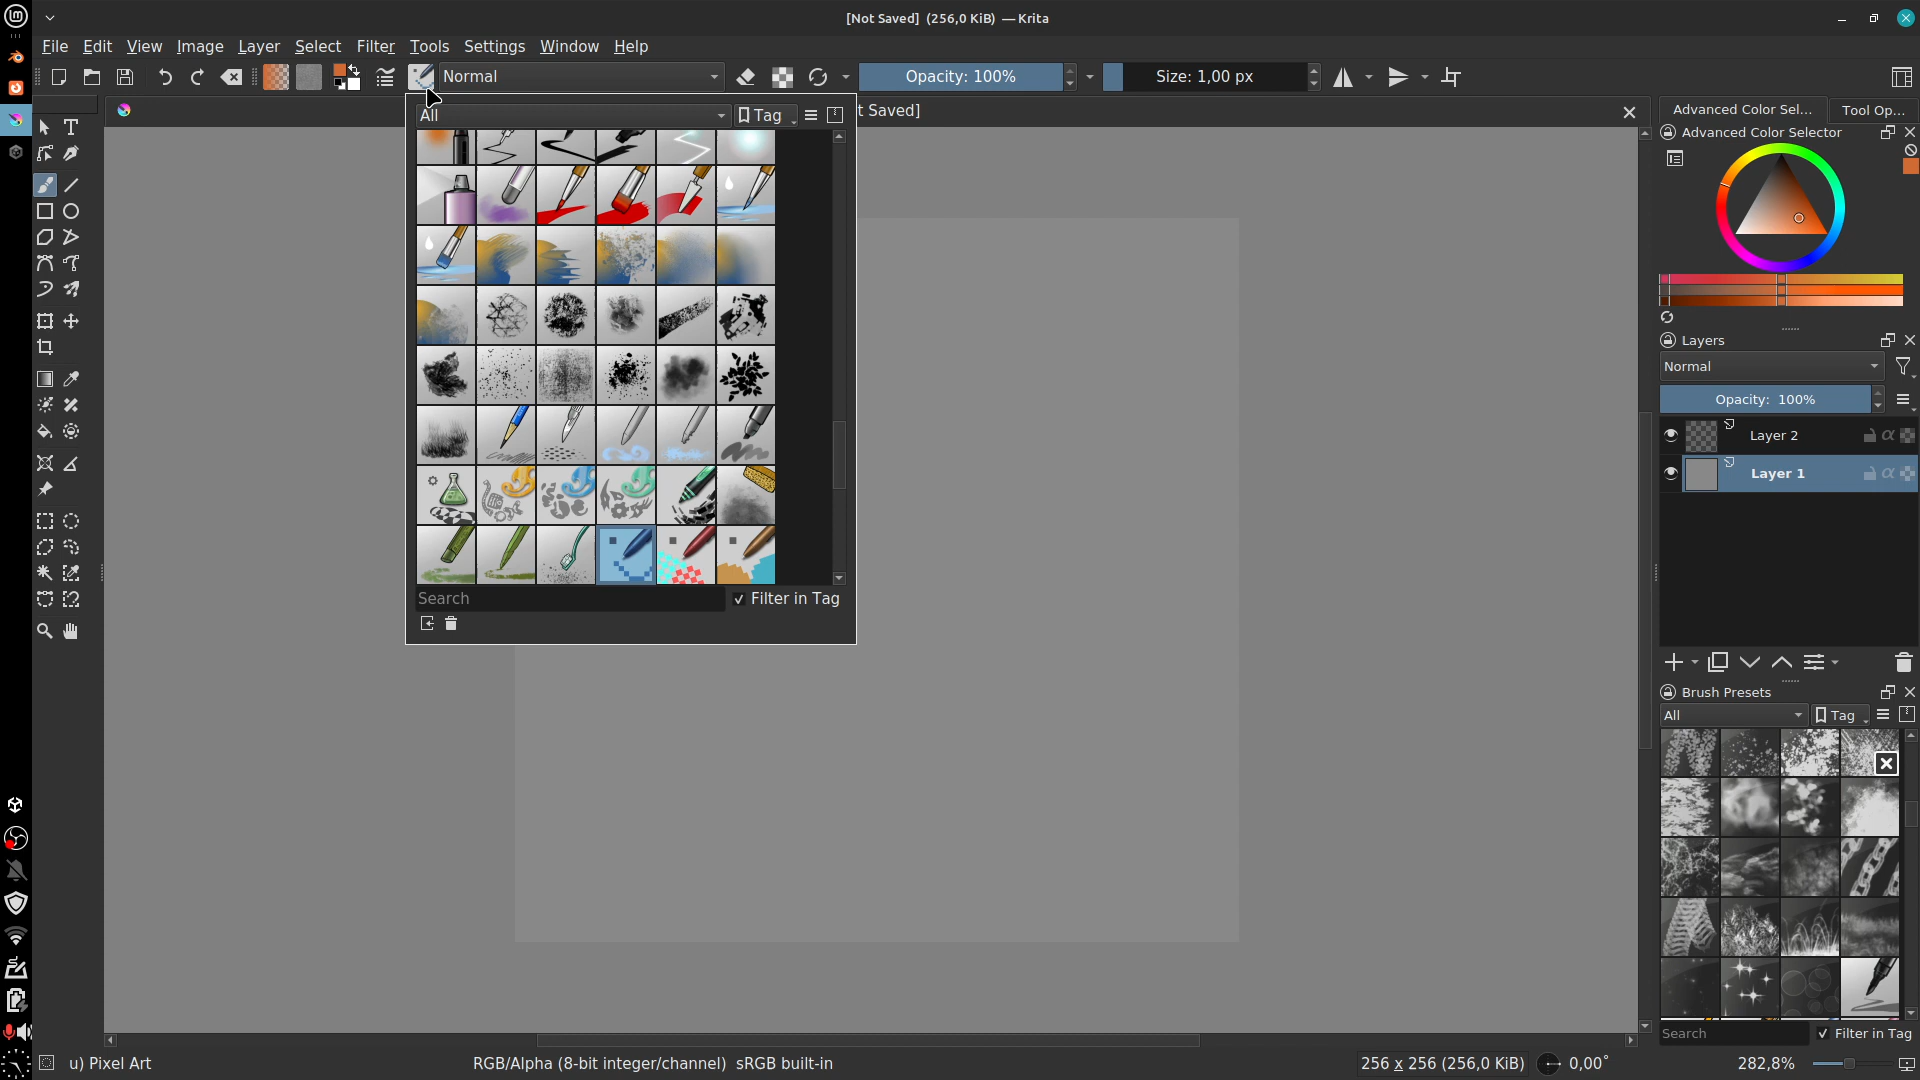 [Not Saved] (256,0 KiB) — Krita
File Edit View Image Layer Select Filter Tools Settings Window Help
Normal
Opacity: 100%
Size: 1,00 px
All
Tag
t Saved]
Search
Filter in Tag
Advanced Color Sel...
Tool Op...
Advanced Color Selector
Layers
Normal
Opacity: 100%
Layer 2
Layer 1
Brush Presets
All
Tag
Search
Filter in Tag
u) Pixel Art
RGB/Alpha (8-bit integer/channel) sRGB built-in
256 x 256 (256,0 KiB)
0,00°
282,8%